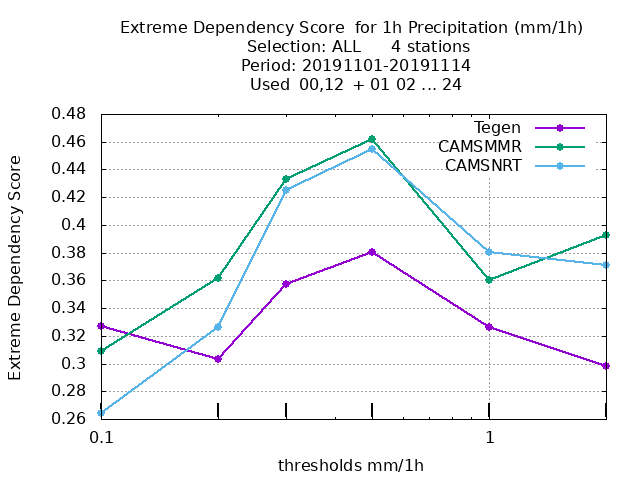 Extreme Dependency Score  for 1h Precipitation (mm/1h)
Selection: ALL      4 stations
Period: 20191101-20191114
Used  00,12  + 01 02 ... 24
Extreme Dependency Score
0.48
0.46
0.44
0.42
0.4
0.38
0.36
0.34
0.32
0.3
0.28
0.26
Tegen
CAMSMMR
CAMSNRT
0.1
1
thresholds mm/1h